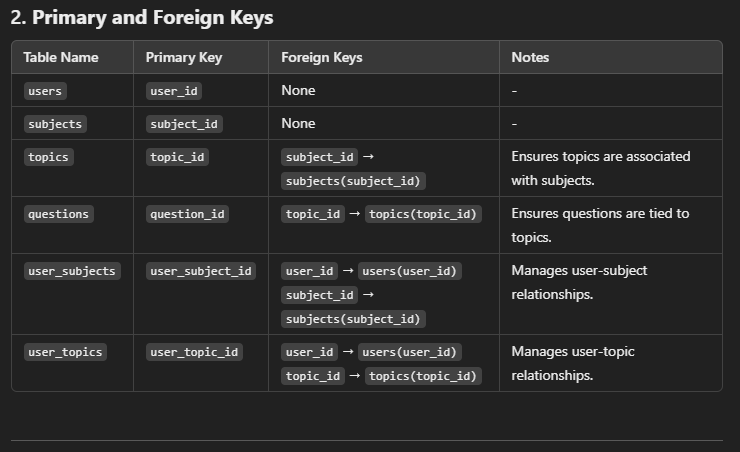 2. Primary and Foreign Keys
Table Name Primary Key Foreign Keys Notes
users user_id None -
subjects subject_id None -
topics topic_id subject_id → Ensures topics are associated
subjects(subject_id) with subjects.
questions question_id topic_id → topics(topic_id) Ensures questions are tied to
topics.
user_subjects user_subject_id user_id → users(user_id) Manages user-subject
subject_id → relationships.
subjects(subject_id)
user_topics user_topic_id user_id → users(user_id) Manages user-topic
topic_id → topics(topic_id) relationships.